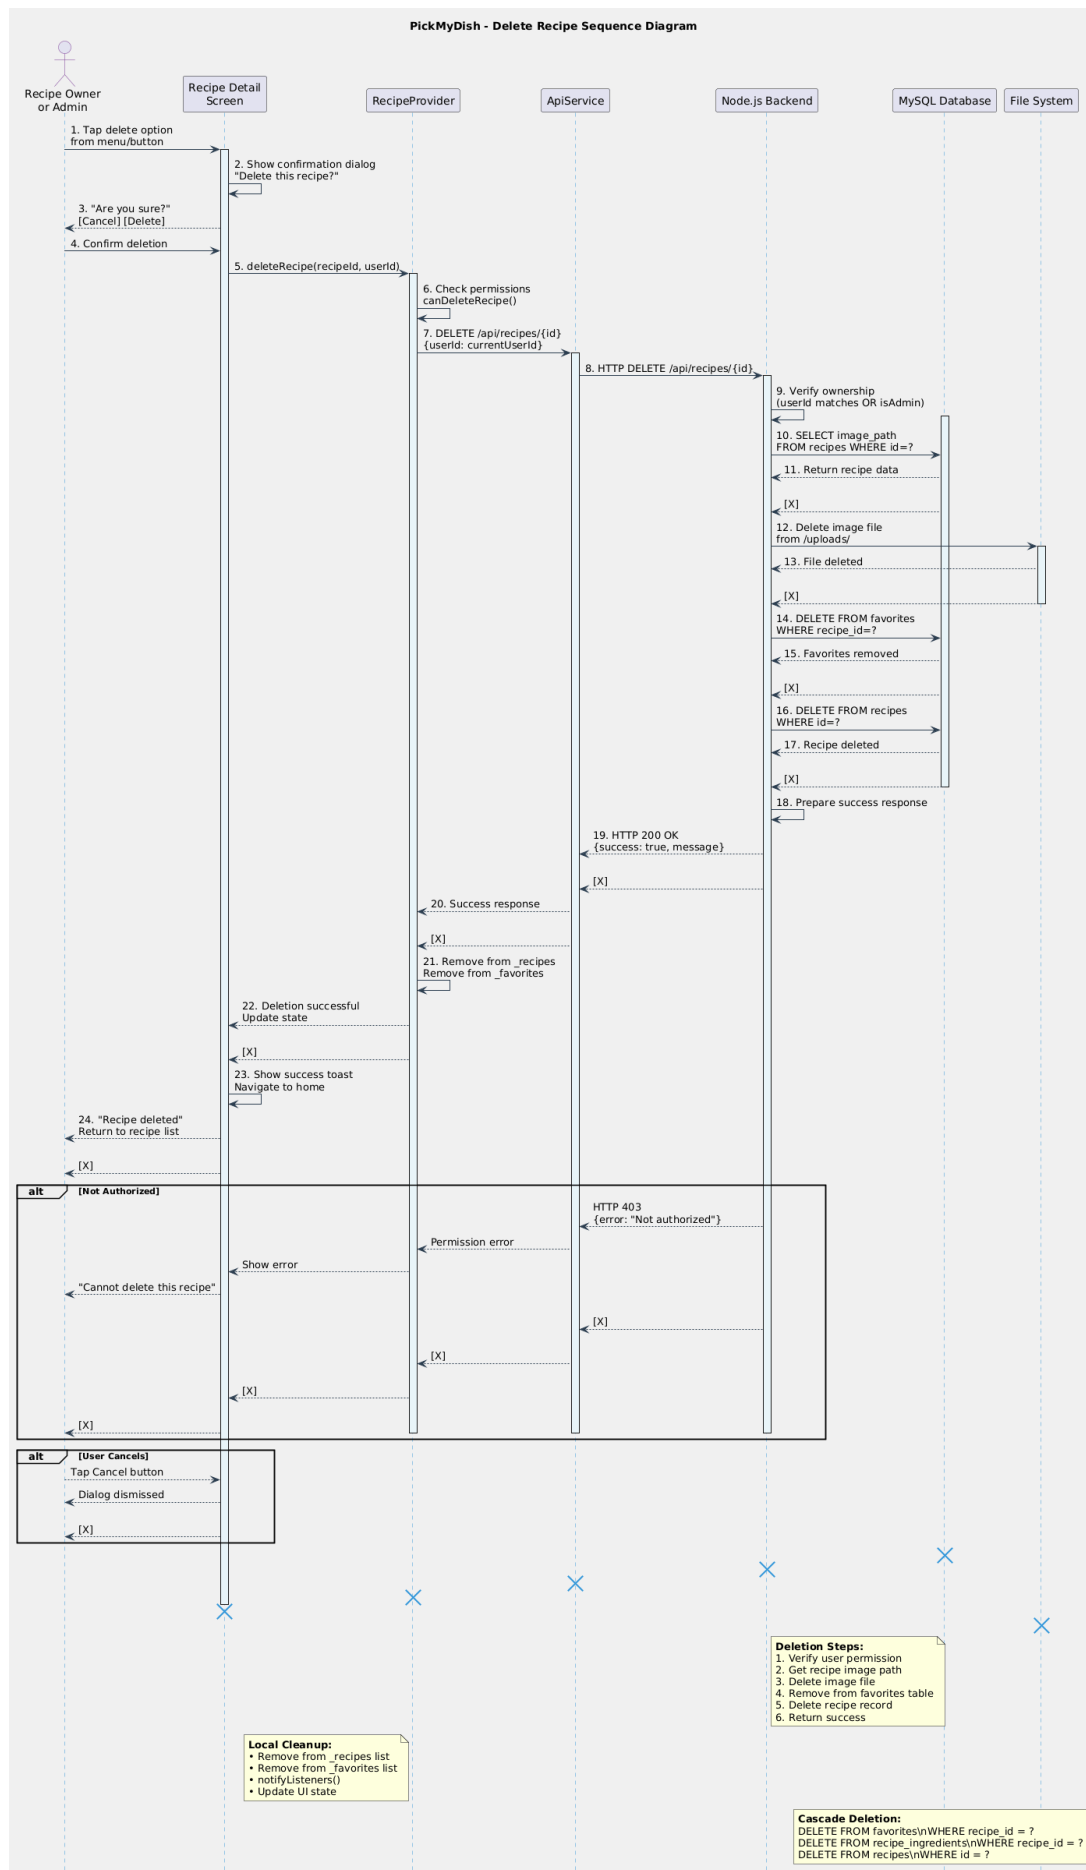 PickMyDish - Delete Recipe Sequence Diagram
Recipe Owner
or Admin
Recipe Detail
Screen
RecipeProvider
ApiService
Node.js Backend
MySQL Database
File System
1. Tap delete option
from menu/button
2. Show confirmation dialog
"Delete this recipe?"
3. "Are you sure?"
[Cancel] [Delete]
4. Confirm deletion
5. deleteRecipe(recipeId, userId)
6. Check permissions
canDeleteRecipe()
7. DELETE /api/recipes/{id}
{userId: currentUserId}
8. HTTP DELETE /api/recipes/{id}
9. Verify ownership
(userId matches OR isAdmin)
10. SELECT image_path
FROM recipes WHERE id=?
11. Return recipe data
[X]
12. Delete image file
from /uploads/
13. File deleted
[X]
14. DELETE FROM favorites
WHERE recipe_id=?
15. Favorites removed
[X]
16. DELETE FROM recipes
WHERE id=?
17. Recipe deleted
[X]
18. Prepare success response
19. HTTP 200 OK
{success: true, message}
[X]
20. Success response
[X]
21. Remove from _recipes
Remove from _favorites
22. Deletion successful
Update state
[X]
23. Show success toast
Navigate to home
24. "Recipe deleted"
Return to recipe list
[X]
alt [Not Authorized]
HTTP 403
{error: "Not authorized"}
Permission error
Show error
"Cannot delete this recipe"
[X]
[X]
[X]
[X]
alt [User Cancels]
Tap Cancel button
Dialog dismissed
[X]
Deletion Steps:
1. Verify user permission
2. Get recipe image path
3. Delete image file
4. Remove from favorites table
5. Delete recipe record
6. Return success
Local Cleanup:
• Remove from _recipes list
• Remove from _favorites list
• notifyListeners()
• Update UI state
Cascade Deletion:
DELETE FROM favorites\nWHERE recipe_id = ?
DELETE FROM recipe_ingredients\nWHERE recipe_id = ?
DELETE FROM recipes\nWHERE id = ?